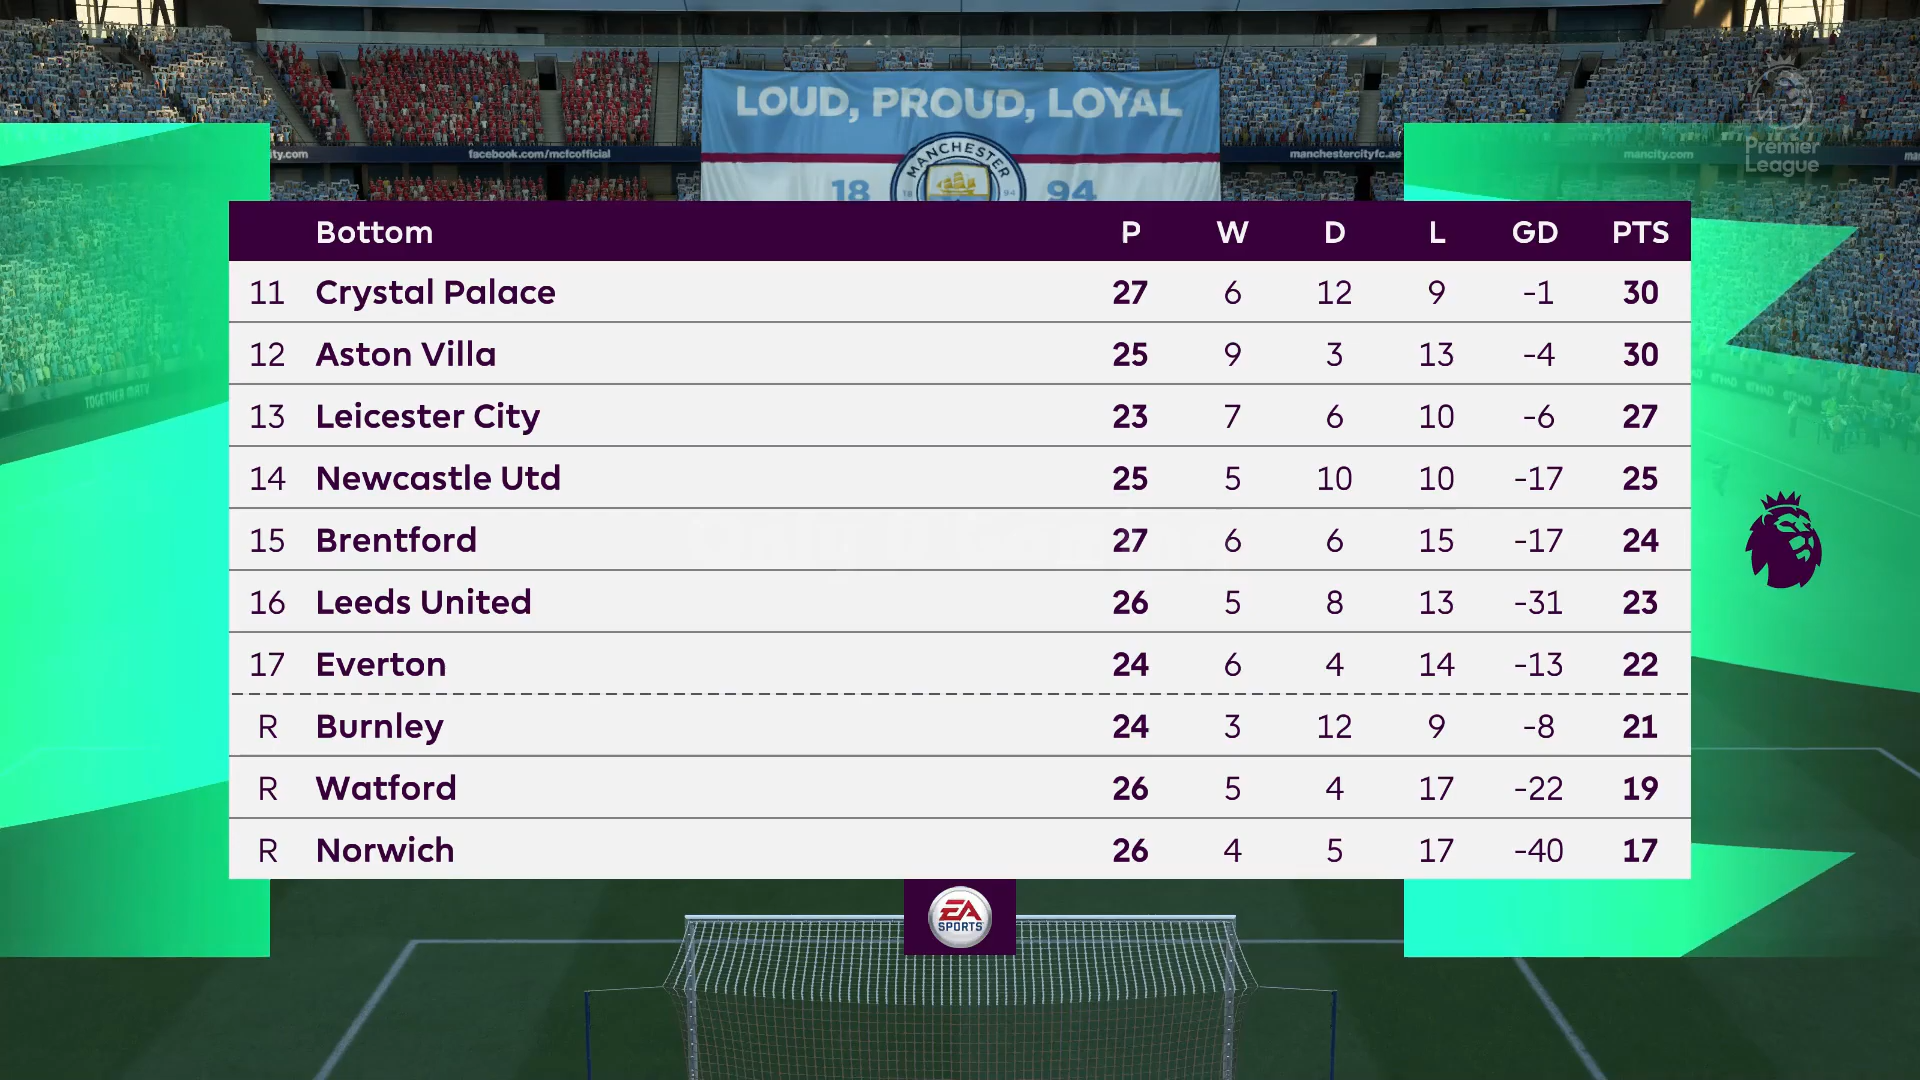 LOUD, PROUD, LOYAL
MANCHESTER
18 94
18 94
ty.com
facebook.com/mcfcofficial
manchestercityfc.ae
mancity.com
Premier
League
Bottom P W D L GD PTS
11 Crystal Palace 27 6 12 9 -1 30
12 Aston Villa 25 9 3 13 -4 30
13 Leicester City 23 7 6 10 -6 27
14 Newcastle Utd 25 5 10 10 -17 25
15 Brentford 27 6 6 15 -17 24
16 Leeds United 26 5 8 13 -31 23
17 Everton 24 6 4 14 -13 22
R Burnley 24 3 12 9 -8 21
R Watford 26 5 4 17 -22 19
R Norwich 26 4 5 17 -40 17
EA
SPORTS